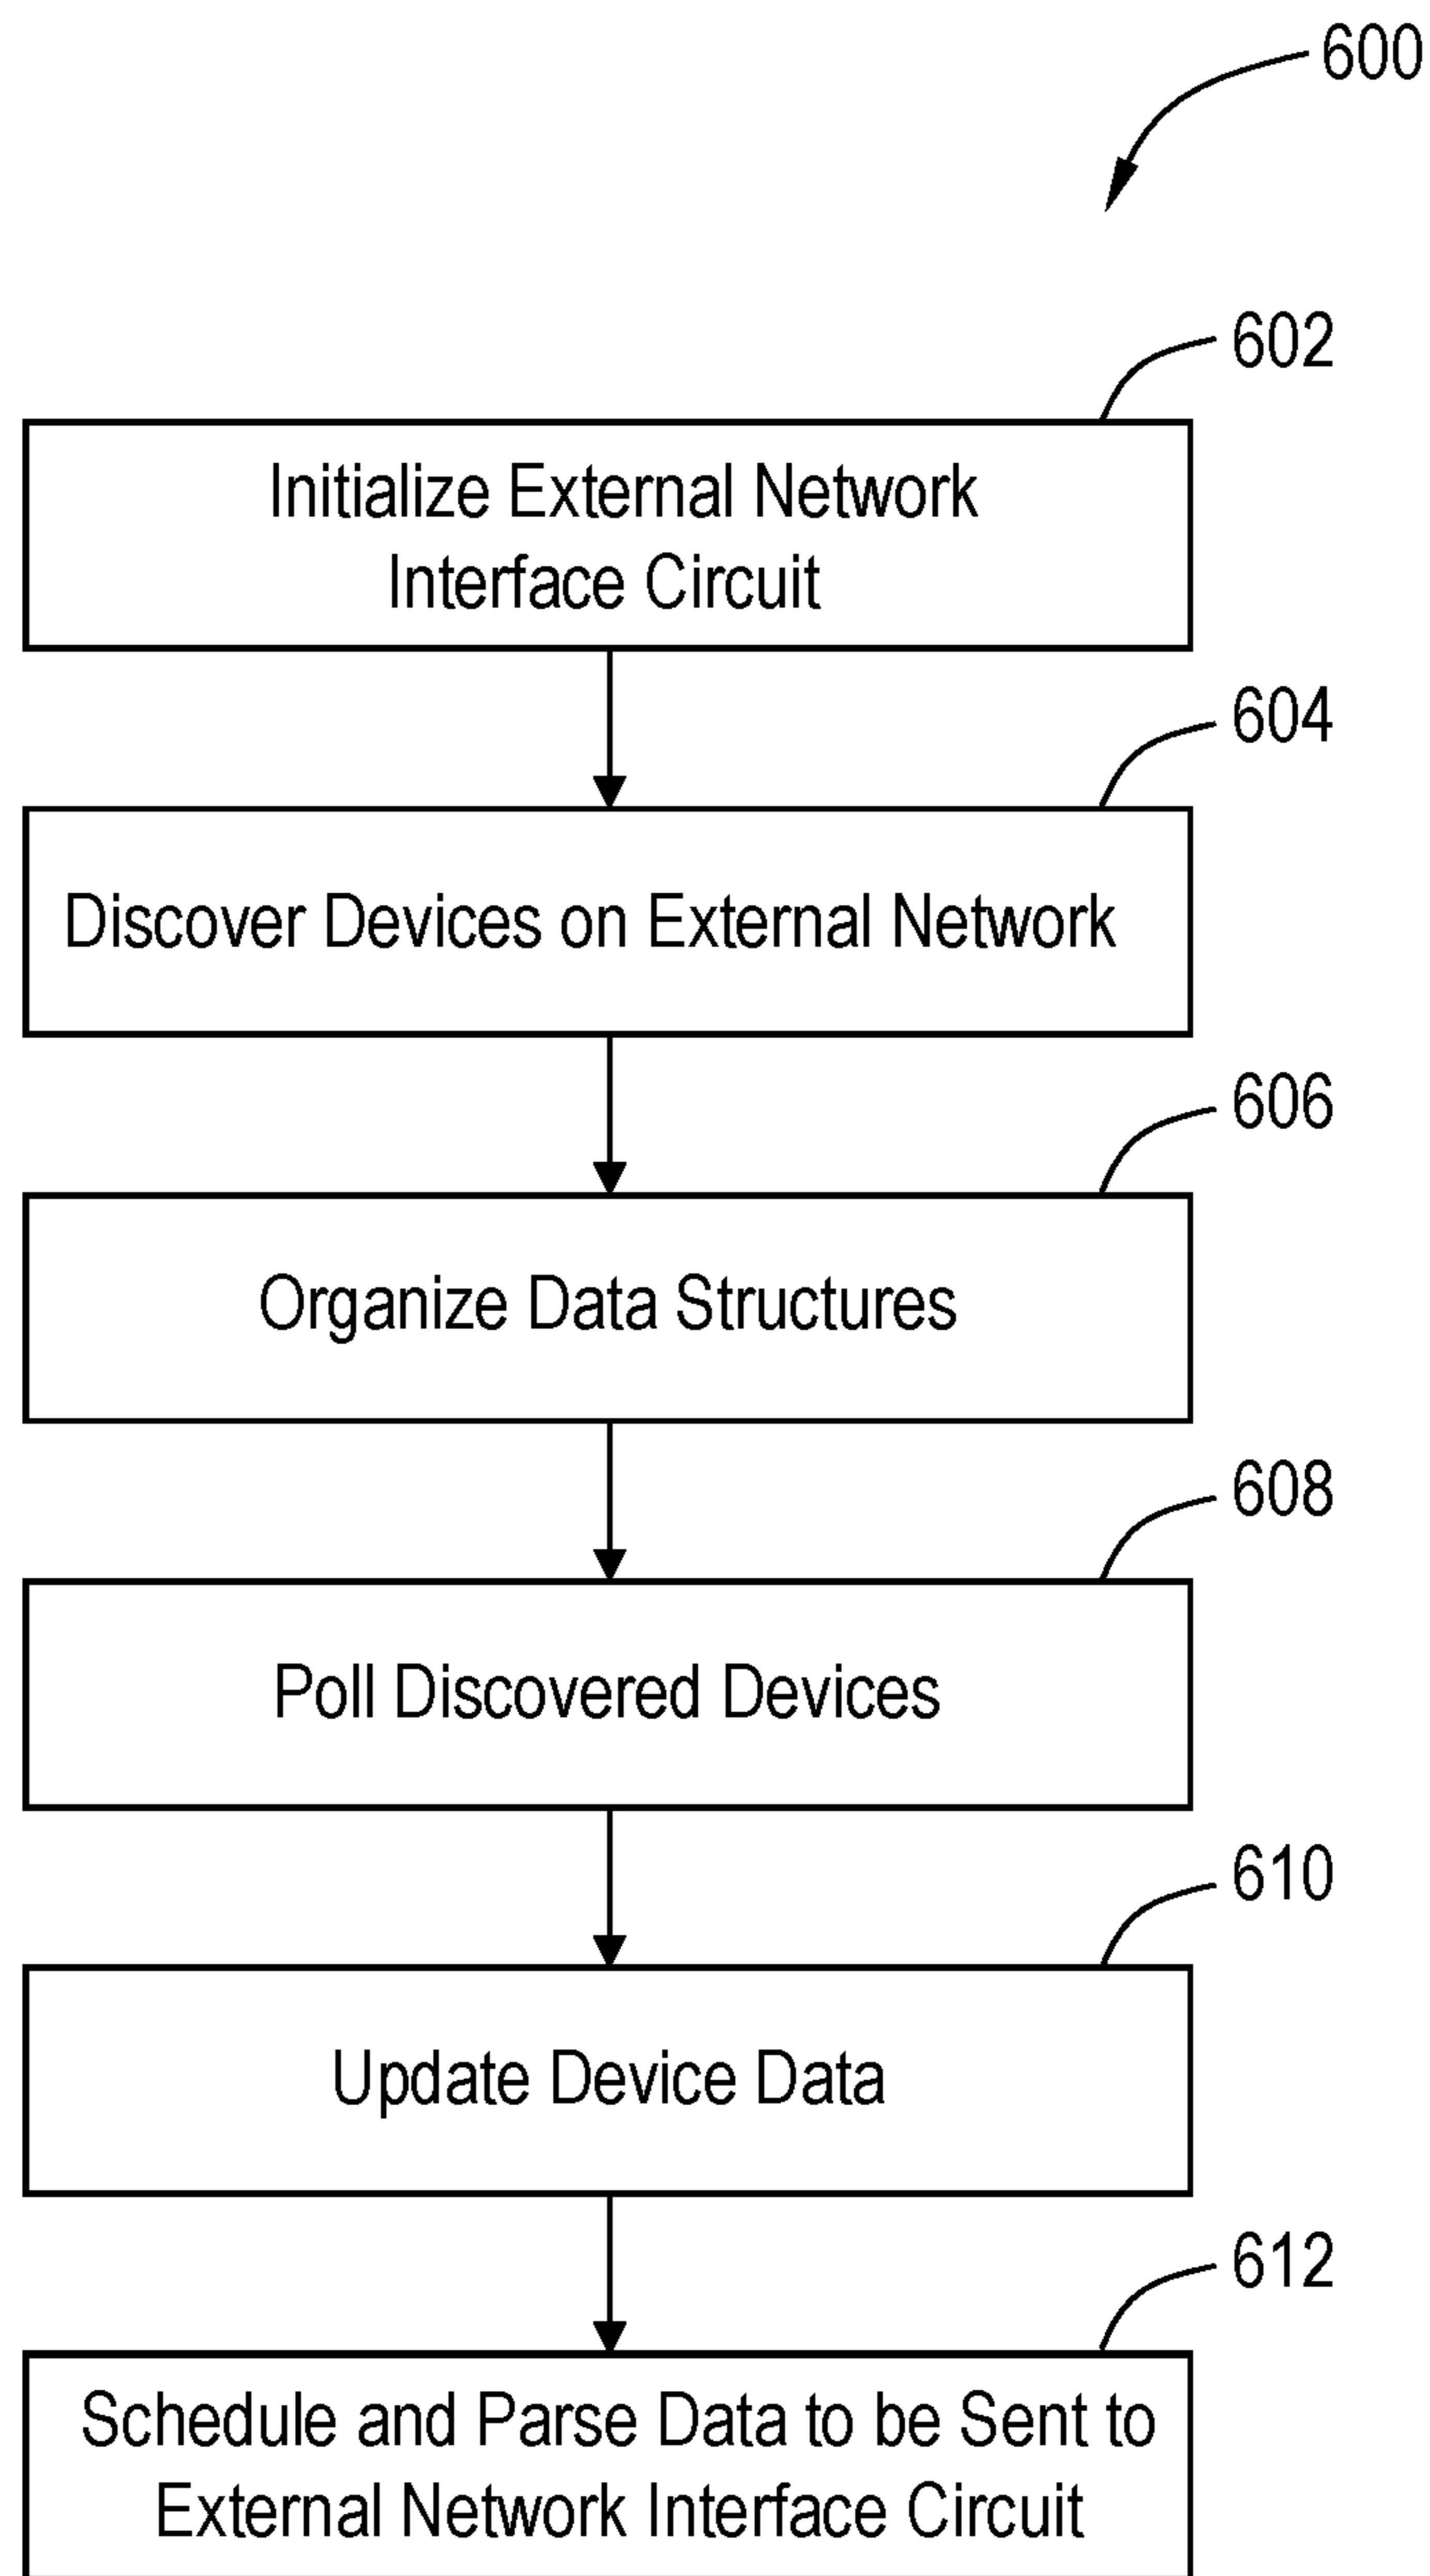 600
602
Initialize External Network
Interface Circuit
604
Discover Devices on External Network
606
Organize Data Structures
608
Poll Discovered Devices
610
Update Device Data
612
Schedule and Parse Data to be Sent to
External Network Interface Circuit